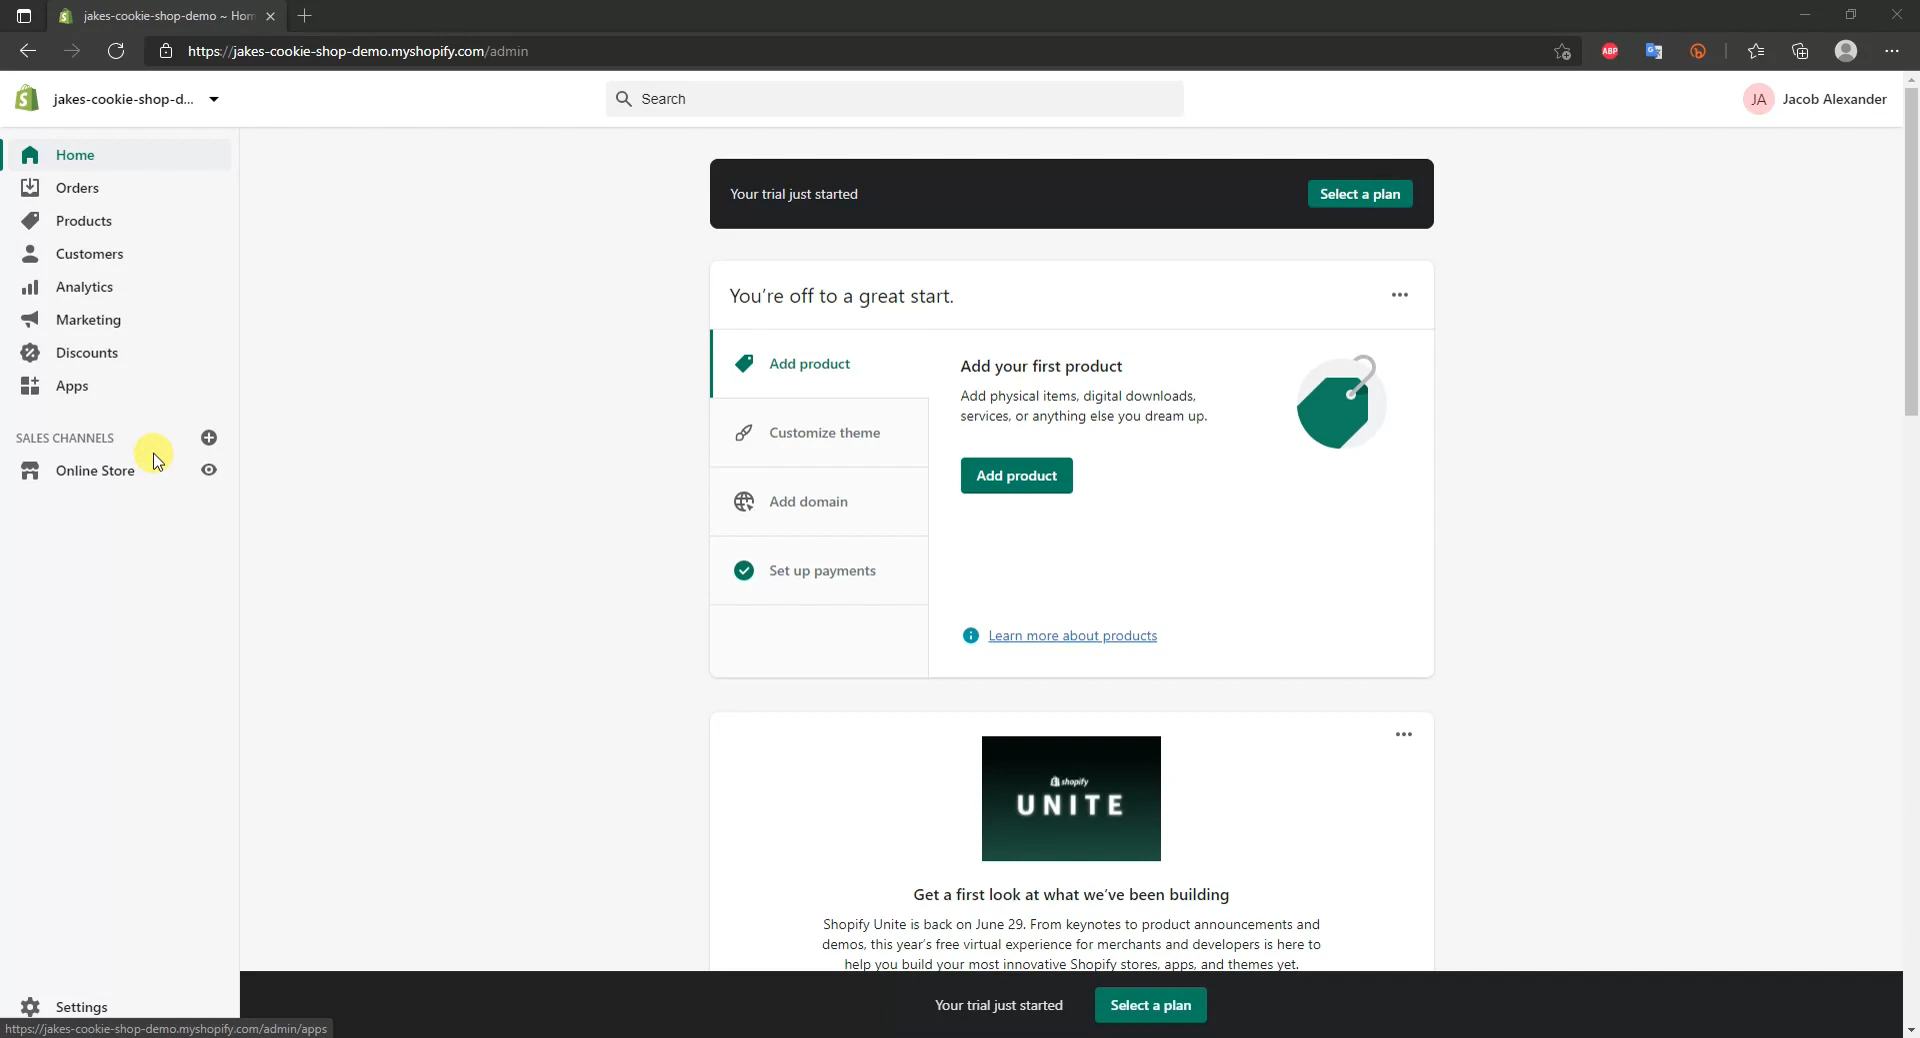 jakes-cookie-shop-demo ~ Hom
https://jakes-cookie-shop-demo.myshopify.com/admin
ABP
jakes-cookie-shop-d...
Search
JA
Jacob Alexander
Home
Orders
Products
Customers
Analytics
Marketing
Discounts
Apps
SALES CHANNELS
Online Store
Settings
https://jakes-cookie-shop-demo.myshopify.com/admin/apps
Your trial just started
Select a plan
You're off to a great start.
Add product
Customize theme
Add domain
Set up payments
Add your first product
Add physical items, digital downloads,
services, or anything else you dream up.
Add product
Learn more about products
shopify
UNITE
Get a first look at what we've been building
Shopify Unite is back on June 29. From keynotes to product announcements and
demos, this year's free virtual experience for merchants and developers is here to
help you build your most innovative Shopify stores, apps, and themes yet.
Your trial just started
Select a plan